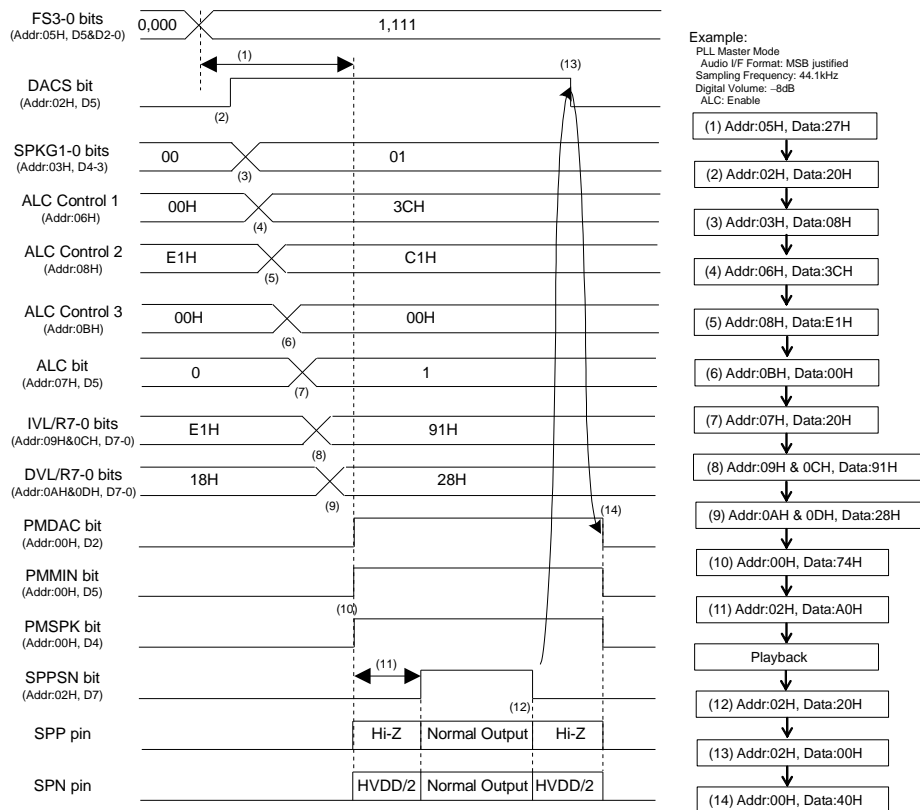 FS3-0 bits
(Addr:05H, D5&D2-0)
0,000
1,111
(1)
DACS bit
(Addr:02H, D5)
(2)
(13)
SPKG1-0 bits
(Addr:03H, D4-3)
00
01
(3)
ALC Control 1
(Addr:06H)
00H
3CH
(4)
ALC Control 2
(Addr:08H)
E1H
C1H
(5)
ALC Control 3
(Addr:0BH)
00H
00H
(6)
ALC bit
(Addr:07H, D5)
0
1
(7)
IVL/R7-0 bits
(Addr:09H&0CH, D7-0)
E1H
91H
(8)
DVL/R7-0 bits
(Addr:0AH&0DH, D7-0)
18H
28H
(9)
PMDAC bit
(Addr:00H, D2)
(14)
PMMIN bit
(Addr:00H, D5)
(10)
PMSPK bit
(Addr:00H, D4)
(11)
SPPSN bit
(Addr:02H, D7)
(12)
SPP pin
Hi-Z
Normal Output
Hi-Z
SPN pin
HVDD/2
Normal Output
HVDD/2
Example:
PLL Master Mode
Audio I/F Format: MSB justified
Sampling Frequency: 44.1kHz
Digital Volume: −8dB
ALC: Enable
(1) Addr:05H, Data:27H
(2) Addr:02H, Data:20H
(3) Addr:03H, Data:08H
(4) Addr:06H, Data:3CH
(5) Addr:08H, Data:E1H
(6) Addr:0BH, Data:00H
(7) Addr:07H, Data:20H
(8) Addr:09H & 0CH, Data:91H
(9) Addr:0AH & 0DH, Data:28H
(10) Addr:00H, Data:74H
(11) Addr:02H, Data:A0H
Playback
(12) Addr:02H, Data:20H
(13) Addr:02H, Data:00H
(14) Addr:00H, Data:40H